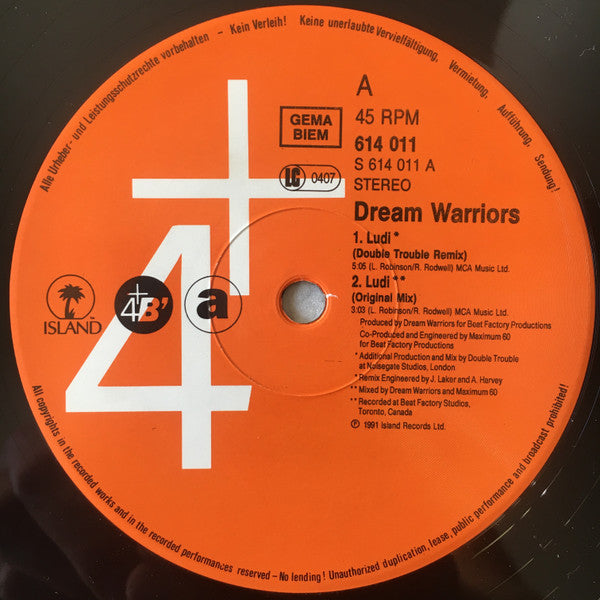 Alle Urheber- und Leistungsschutzrechte vorbehalten – Kein Verleih! Keine unerlaubte Vervielfältigung, Vermietung, Aufführung, Sendung!
A
GEMA
BIEM
45 RPM
614 011
S 614 011 A
LC 0407
STEREO
Dream Warriors
1. Ludi *
(Double Trouble Remix)
5:05 (L. Robinson/R. Rodwell) MCA Music Ltd.
2. Ludi **
(Original Mix)
3:03 (L. Robinson/R. Rodwell) MCA Music Ltd.
Produced by Dream Warriors for Beat Factory Productions
Co-Produced and Engineered by Maximum 60
for Beat Factory Productions
* Additional Production and Mix by Double Trouble
at Noisegate Studios, London
* Remix Engineered by J. Laker and A. Harvey
** Mixed by Dream Warriors and Maximum 60
** Recorded at Beat Factory Studios,
Toronto, Canada
℗ 1991 Island Records Ltd.
4
ISLAND
TM
4 B'
a
All copyrights in the recorded works and in the recorded performances reserved – No lending! Unauthorized duplication, lease, public performance and broadcast prohibited!